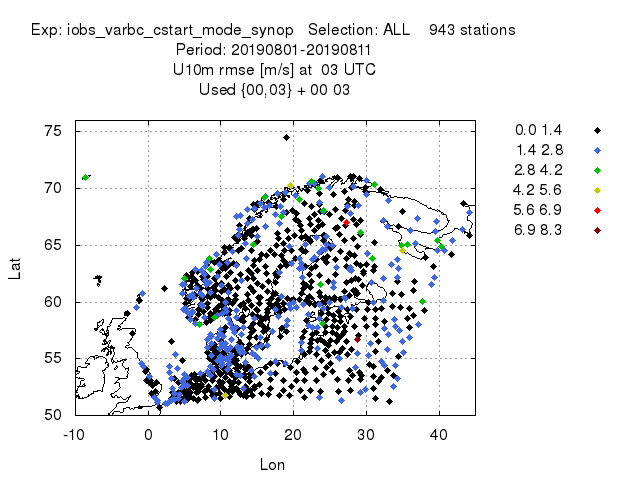 Exp: iobs_varbc_cstart_mode_synop   Selection: ALL    943 stations
Period: 20190801-20190811
U10m rmse [m/s] at  03 UTC
Used {00,03} + 00 03
75
70
65
60
55
50
-10 0 10 20 30 40
Lat
Lon
0.0 1.4
1.4 2.8
2.8 4.2
4.2 5.6
5.6 6.9
6.9 8.3